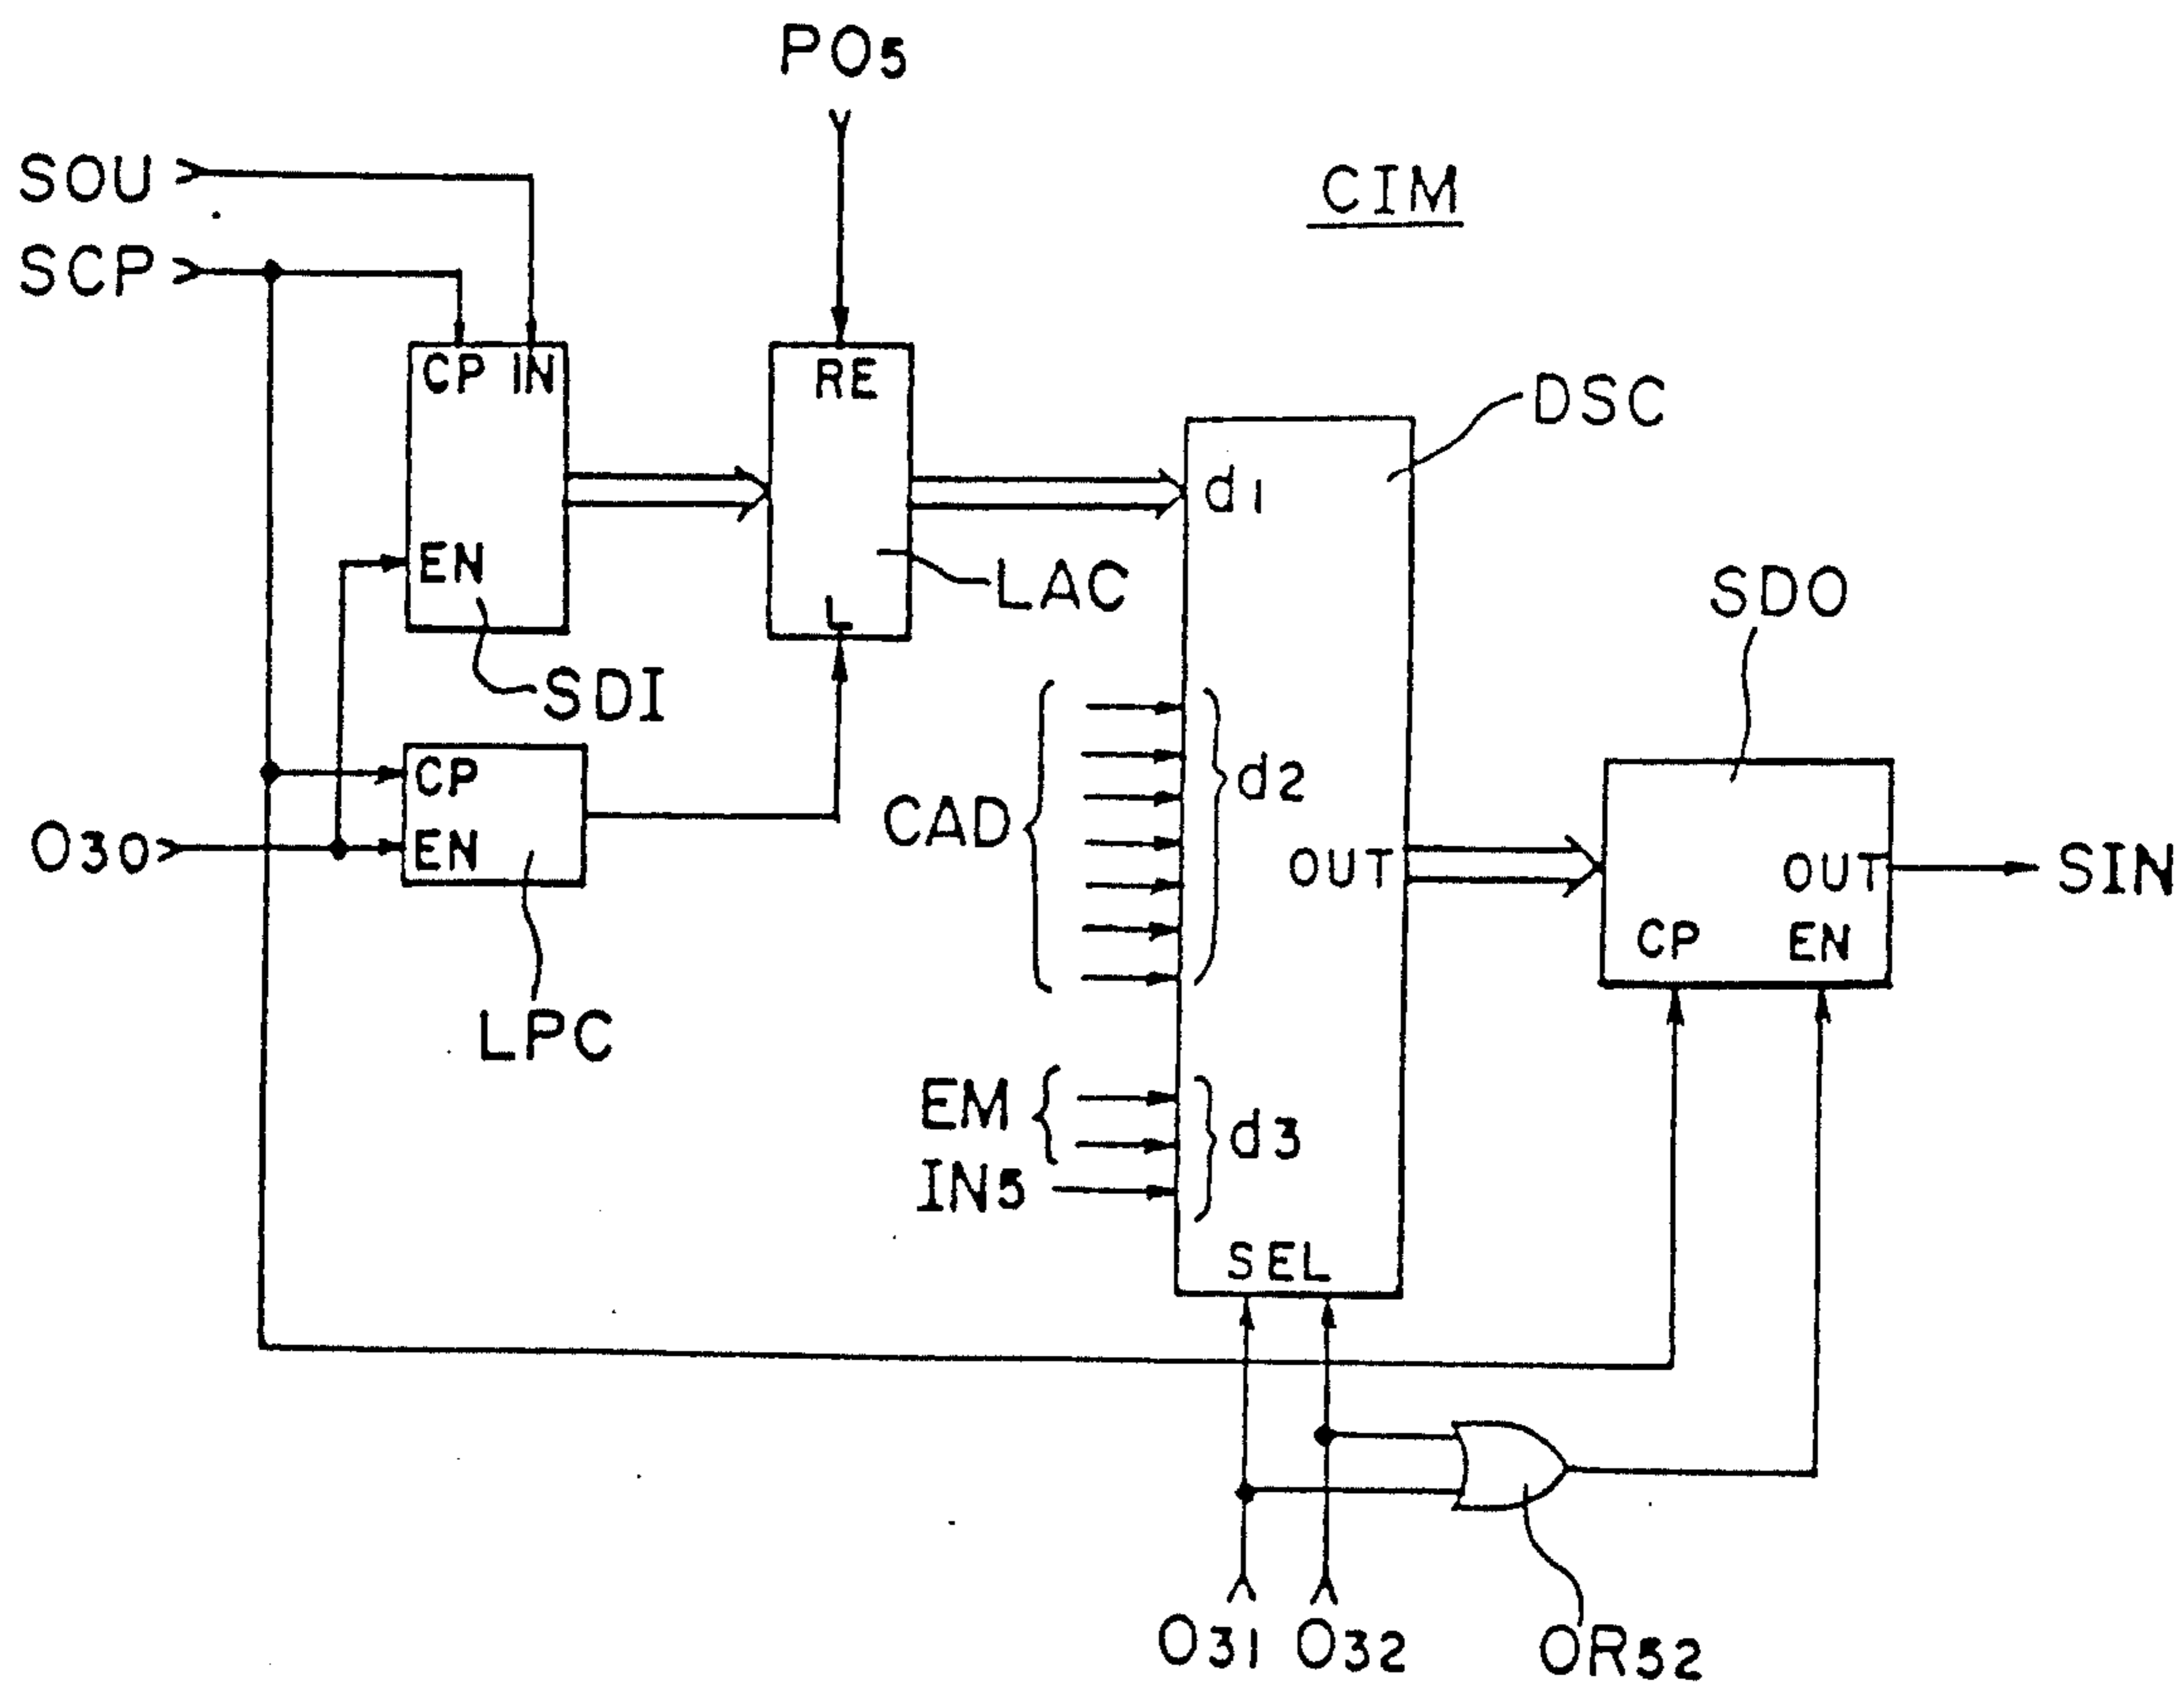 PO5
SOU
CIM
SCP
CP IN
RE
DSC
d1
EN
LAC
L
SDO
SDI
CP
d2
CAD
O30
EN
OUT
OUT
SIN
CP EN
LPC
EM
d3
IN5
SEL
O31 O32 OR52